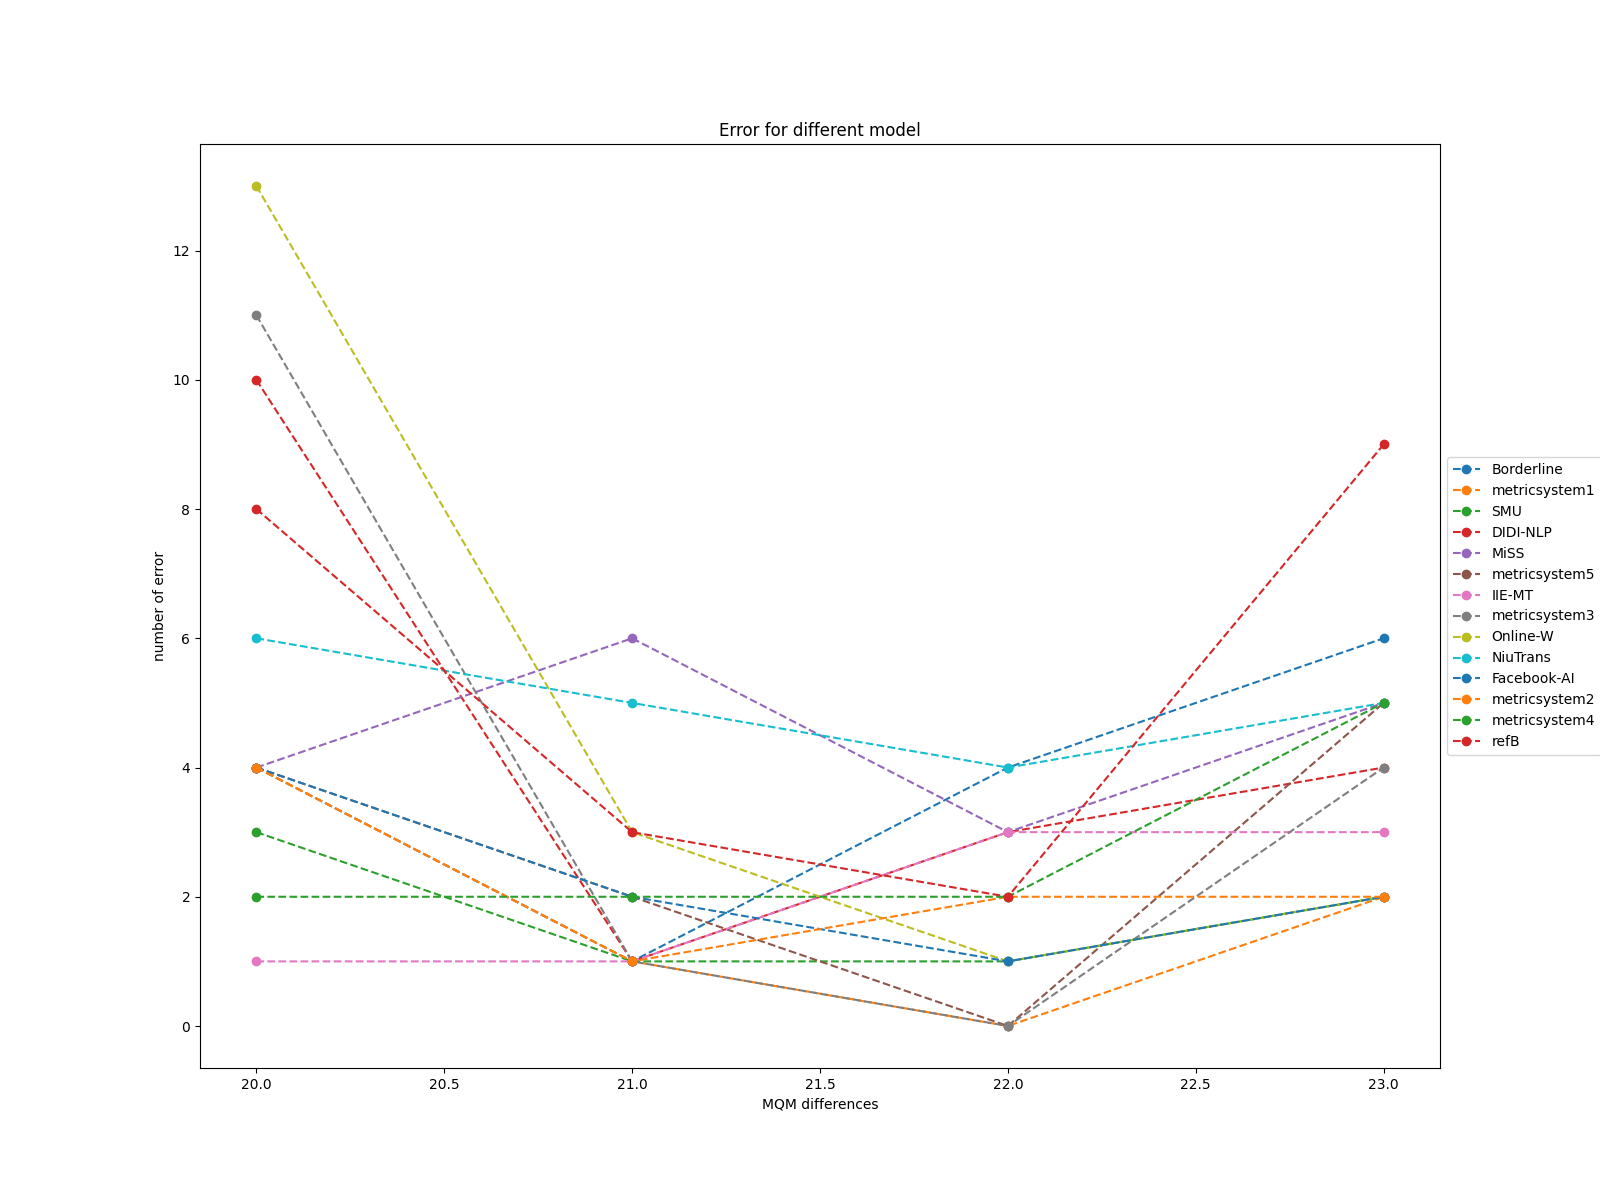 Error for different model
12
10
8
6
4
2
0
number of error
20.0 20.5 21.0 21.5 22.0 22.5 23.0
MQM differences
Borderline
metricsystem1
SMU
DIDI-NLP
MiSS
metricsystem5
IIE-MT
metricsystem3
Online-W
NiuTrans
Facebook-AI
metricsystem2
metricsystem4
refB